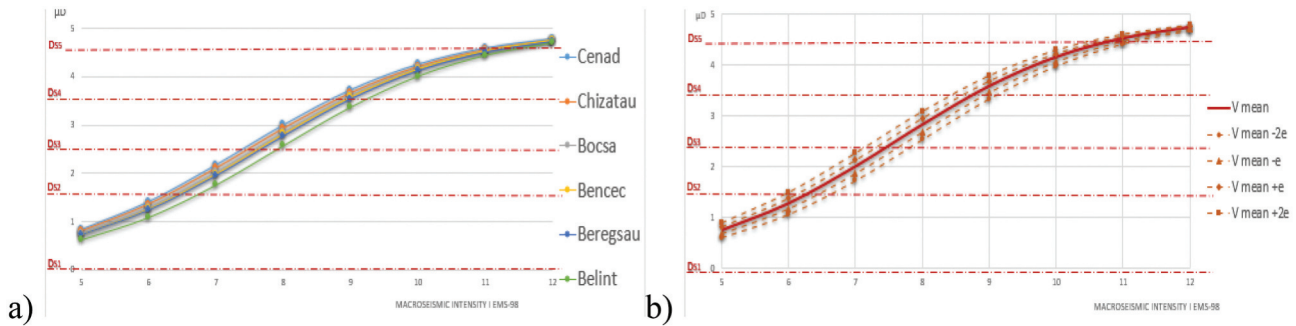 μD
5
DS5
4
DS4
3
DS3
DS2
1
DS1
0
5 6 7 8 9 10 11 12
MACROSEISMIC INTENSITY I EMS-98
Cenad
Chizatau
Bocsa
Bencec
Beregsau
Belint
a)
μD
5
DS5
4
DS4
3
DS3
2
DS2
1
DS1
0
5 6 7 8 9 10 11 12
MACROSEISMIC INTENSITY I EMS-98
V mean
V mean -2e
V mean -e
V mean +e
V mean +2e
b)